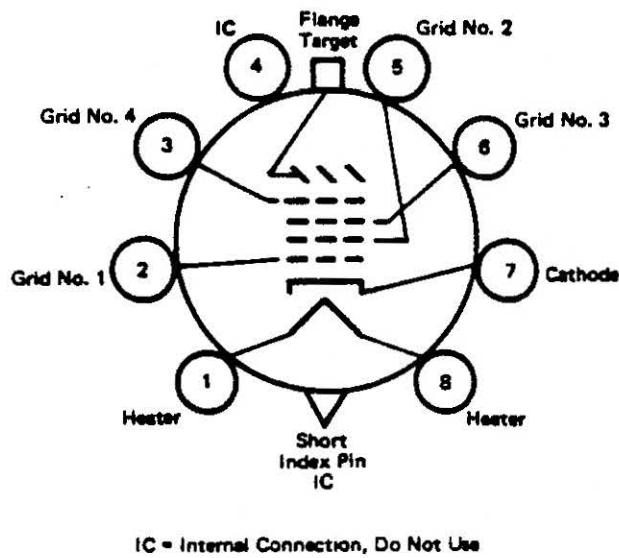 Flange
Target
IC
4
5
Grid No. 2
Grid No. 4
3
6
Grid No. 3
Grid No. 1
2
7
Cathode
1
8
Heater
Heater
Short
Index Pin
IC
IC = Internal Connection, Do Not Use